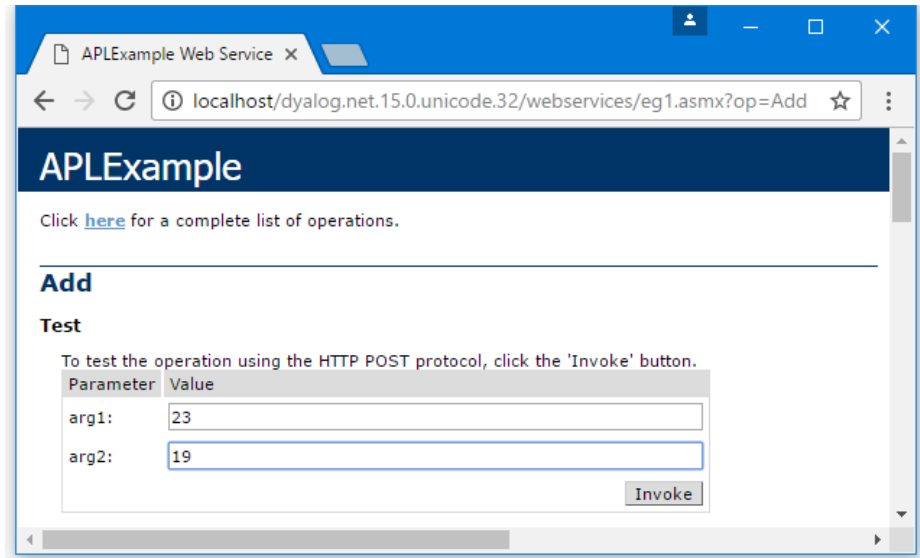 APLExample Web Service
localhost/dyalog.net.15.0.unicode.32/webservices/eg1.asmx?op=Add
APLExample
Click here for a complete list of operations.
Add
Test
To test the operation using the HTTP POST protocol, click the 'Invoke' button.
Parameter Value
arg1: 23
arg2: 19
Invoke